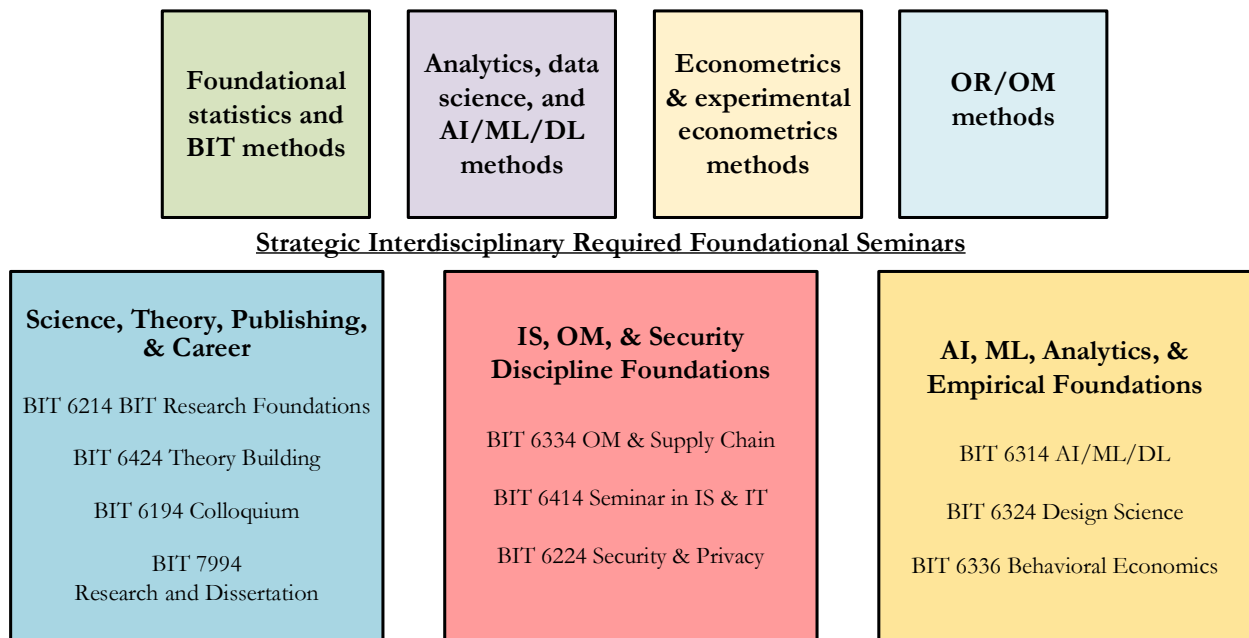 Foundational
statistics and
BIT methods
Analytics, data
science, and
AI/ML/DL
methods
Econometrics
& experimental
econometrics
methods
OR/OM
methods
Strategic Interdisciplinary Required Foundational Seminars
Science, Theory, Publishing,
& Career
BIT 6214 BIT Research Foundations
BIT 6424 Theory Building
BIT 6194 Colloquium
BIT 7994
Research and Dissertation
IS, OM, & Security
Discipline Foundations
BIT 6334 OM & Supply Chain
BIT 6414 Seminar in IS & IT
BIT 6224 Security & Privacy
AI, ML, Analytics, &
Empirical Foundations
BIT 6314 AI/ML/DL
BIT 6324 Design Science
BIT 6336 Behavioral Economics